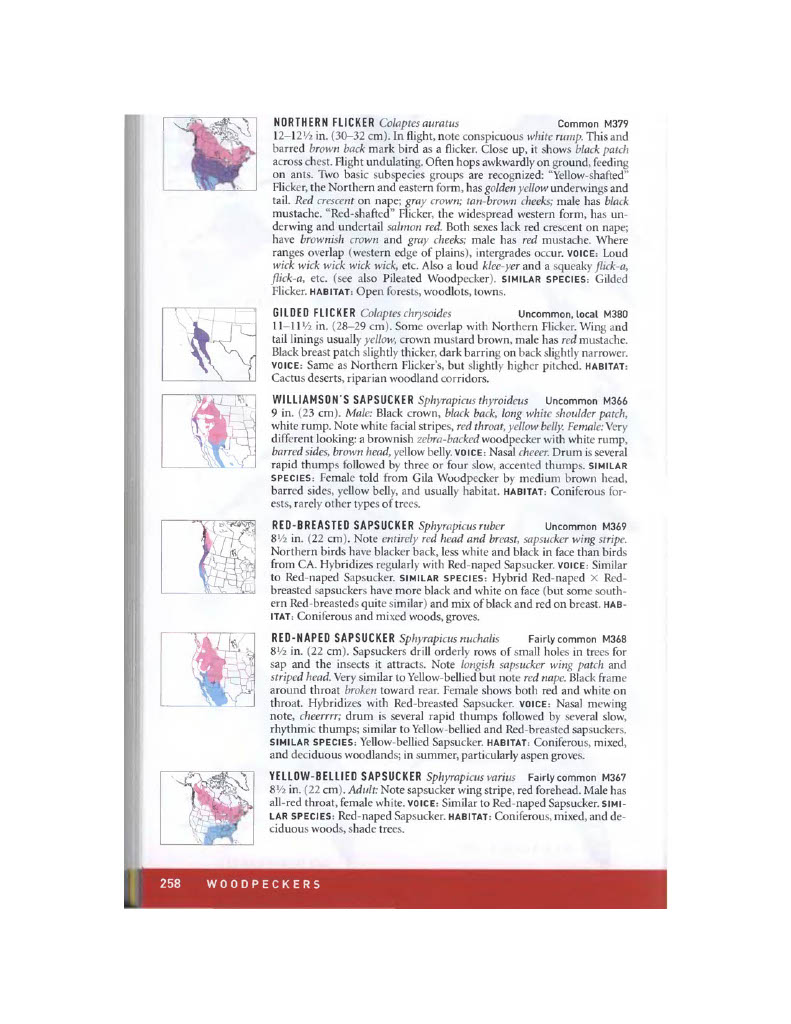 NORTHERN FLICKER Colaptes auratus Common M379
12–12½ in. (30–32 cm). In flight, note conspicuous white rump. This and
barred brown back mark bird as a flicker. Close up, it shows black patch
across chest. Flight undulating. Often hops awkwardly on ground, feeding
on ants. Two basic subspecies groups are recognized: "Yellow-shafted"
Flicker, the Northern and eastern form, has golden yellow underwings and
tail. Red crescent on nape; gray crown; tan-brown cheeks; male has black
mustache. "Red-shafted" Flicker, the widespread western form, has un-
derwing and undertail salmon red. Both sexes lack red crescent on nape;
have brownish crown and gray cheeks; male has red mustache. Where
ranges overlap (western edge of plains), intergrades occur. VOICE: Loud
wick wick wick wick wick, etc. Also a loud klee-yer and a squeaky flick-a,
flick-a, etc. (see also Pileated Woodpecker). SIMILAR SPECIES: Gilded
Flicker. HABITAT: Open forests, woodlots, towns.
GILDED FLICKER Colaptes chrysoides Uncommon, local M380
11–11½ in. (28–29 cm). Some overlap with Northern Flicker. Wing and
tail linings usually yellow, crown mustard brown, male has red mustache.
Black breast patch slightly thicker, dark barring on back slightly narrower.
VOICE: Same as Northern Flicker's, but slightly higher pitched. HABITAT:
Cactus deserts, riparian woodland corridors.
WILLIAMSON'S SAPSUCKER Sphyrapicus thyroideus Uncommon M366
9 in. (23 cm). Male: Black crown, black back, long white shoulder patch,
white rump. Note white facial stripes, red throat, yellow belly. Female: Very
different looking: a brownish zebra-backed woodpecker with white rump,
barred sides, brown head, yellow belly. VOICE: Nasal cheeer. Drum is several
rapid thumps followed by three or four slow, accented thumps. SIMILAR
SPECIES: Female told from Gila Woodpecker by medium brown head,
barred sides, yellow belly, and usually habitat. HABITAT: Coniferous for-
ests, rarely other types of trees.
RED-BREASTED SAPSUCKER Sphyrapicus ruber Uncommon M369
8½ in. (22 cm). Note entirely red head and breast, sapsucker wing stripe.
Northern birds have blacker back, less white and black in face than birds
from CA. Hybridizes regularly with Red-naped Sapsucker. VOICE: Similar
to Red-naped Sapsucker. SIMILAR SPECIES: Hybrid Red-naped × Red-
breasted sapsuckers have more black and white on face (but some south-
ern Red-breasteds quite similar) and mix of black and red on breast. HAB-
ITAT: Coniferous and mixed woods, groves.
RED-NAPED SAPSUCKER Sphyrapicus nuchalis Fairly common M368
8½ in. (22 cm). Sapsuckers drill orderly rows of small holes in trees for
sap and the insects it attracts. Note longish sapsucker wing patch and
striped head. Very similar to Yellow-bellied but note red nape. Black frame
around throat broken toward rear. Female shows both red and white on
throat. Hybridizes with Red-breasted Sapsucker. VOICE: Nasal mewing
note, cheerrrr; drum is several rapid thumps followed by several slow,
rhythmic thumps; similar to Yellow-bellied and Red-breasted sapsuckers.
SIMILAR SPECIES: Yellow-bellied Sapsucker. HABITAT: Coniferous, mixed,
and deciduous woodlands; in summer, particularly aspen groves.
YELLOW-BELLIED SAPSUCKER Sphyrapicus varius Fairly common M367
8½ in. (22 cm). Adult: Note sapsucker wing stripe, red forehead. Male has
all-red throat, female white. VOICE: Similar to Red-naped Sapsucker. SIMI-
LAR SPECIES: Red-naped Sapsucker. HABITAT: Coniferous, mixed, and de-
ciduous woods, shade trees.
258 WOODPECKERS